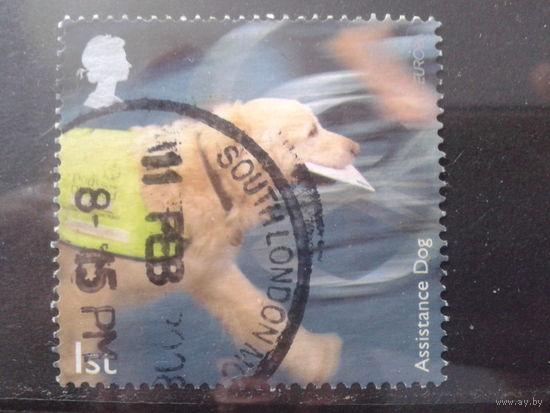 EUROPA
Assistance Dog
1st
SOUTH LONDON M.C
FEB
8-15 PM
www.ay.by